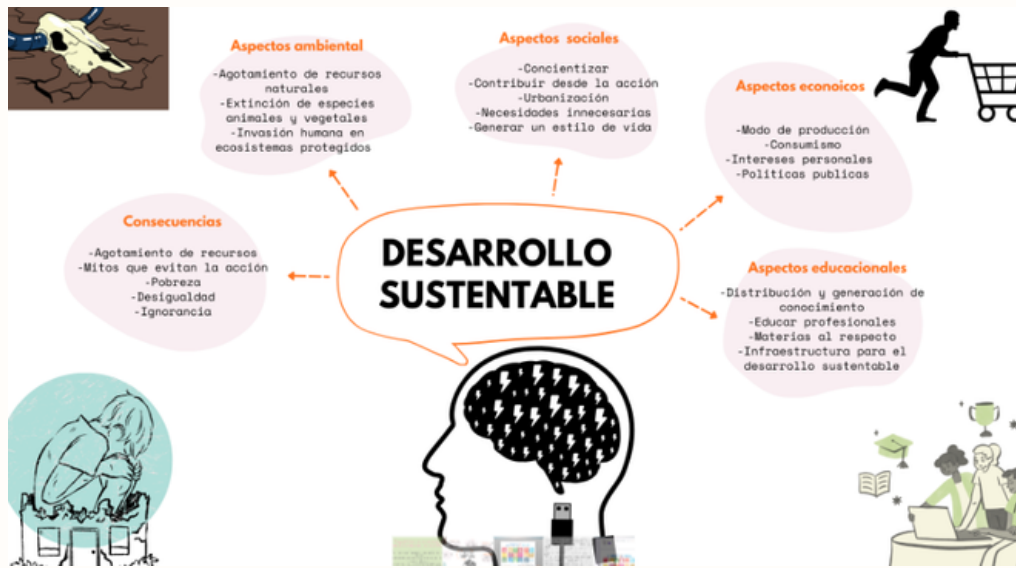 Aspectos ambiental
-Agotamiento de recursos
naturales
-Extinción de especies
animales y vegetales
-Invasión humana en
ecosistemas protegidos
Aspectos sociales
-Concientizar
-Contribuir desde la acción
-Urbanización
-Necesidades innecesarias
-Generar un estilo de vida
Aspectos econoicos
-Modo de producción
-Consumismo
-Intereses personales
-Politicas publicas
Consecuencias
-Agotamiento de recursos
-Mitos que evitan la acción
-Pobreza
-Desigualdad
-Ignorancia
DESARROLLO
SUSTENTABLE
Aspectos educacionales
-Distribución y generación de
conocimiento
-Educar profesionales
-Materias al respecto
-Infraestructura para el
desarrollo sustentable